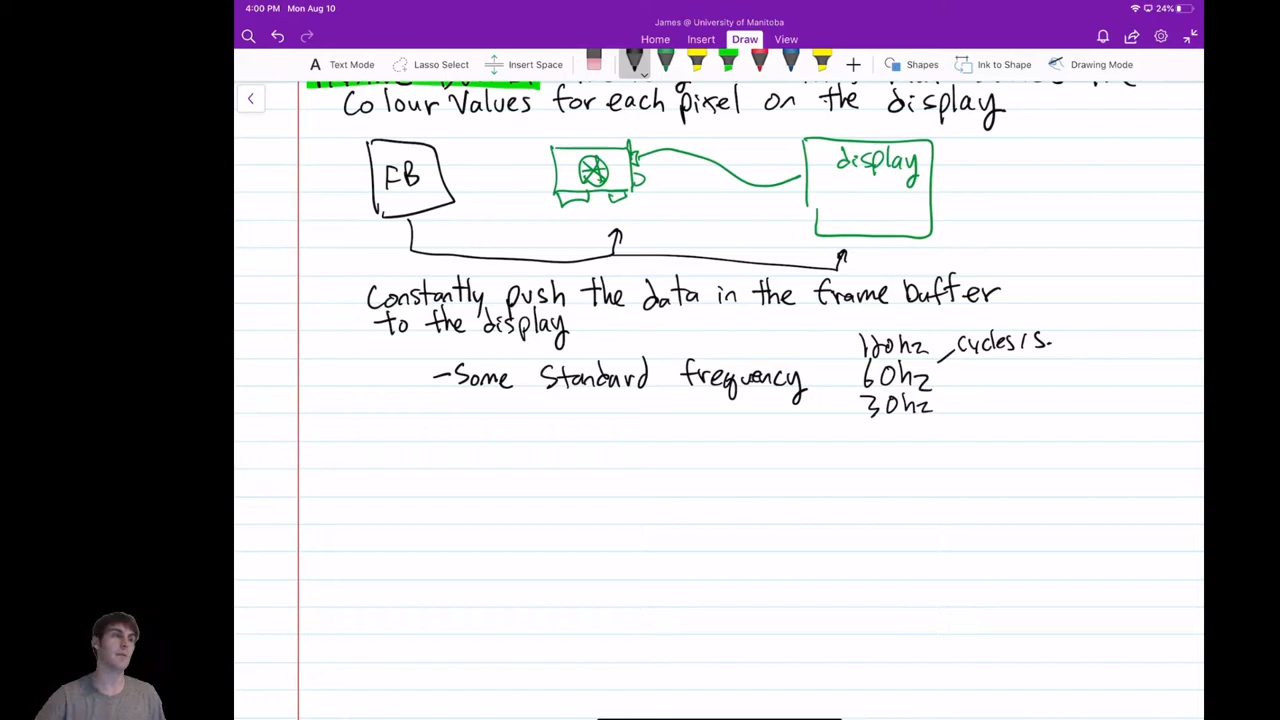 4:00 PM Mon Aug 10
24%
James @ University of Manitoba
Home Insert Draw View
Text Mode Lasso Select Insert Space Shapes Ink to Shape Drawing Mode
Colour Values for each pixel on the display
FB
display
Constantly push the data in the frame buffer
to the display
120hz cycles / s.
- Some Standard frequency 60hz
30hz